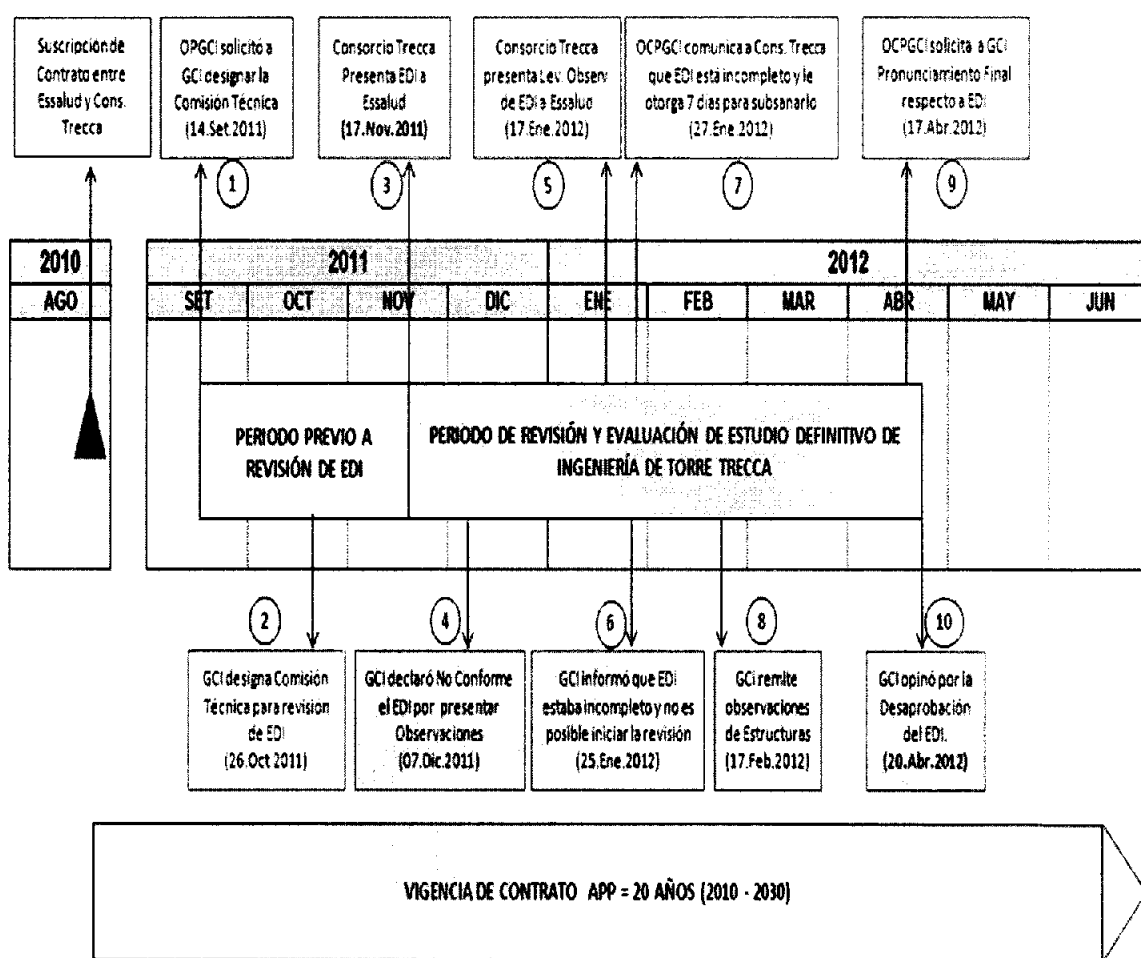 Suscripción de
Contrato entre
Essalud y Cons.
Trecca
OPGCI solicitó a
GCI designar la
Comisión Técnica
(14.Set.2011)
Consorcio Trecca
Presenta EDI a
Essalud
(17.Nov.2011)
Consorcio Trecca
presenta Lev. Observ
de EDI a Essalud
(17.Ene.2012)
OCPGCI comunica a Cons. Trecca
que EDI está incompleto y le
otorga 7 dias para subsanarlo
(27.Ene.2012)
OCPGCI solicita a GCI
Pronunciamiento Final
respecto a EDI
(17.Abr.2012)
1
3
5
7
9
2010
2011
2012
AGO
SET
OCT
NOV
DIC
ENE
FEB
MAR
ABR
MAY
JUN
PERIODO PREVIO A
REVISIÓN DE EDI
PERIODO DE REVISIÓN Y EVALUACIÓN DE ESTUDIO DEFINITIVO DE
INGENIERÍA DE TORRE TRECCA
2
4
6
8
10
GCI designa Comisión
Técnica para revisión
de EDI
(26.Oct.2011)
GCI declaró No Conforme
el EDI por presentar
Observaciones
(07.Dic.2011)
GCI informó que EDI
estaba incompleto y no es
posible iniciar la revisión
(25.Ene.2012)
GCI remite
observaciones
de Estructuras
(17.Feb.2012)
GCI opinó por la
Desaprobación
del EDI.
(20.Abr.2012)
VIGENCIA DE CONTRATO APP = 20 AÑOS (2010 - 2030)